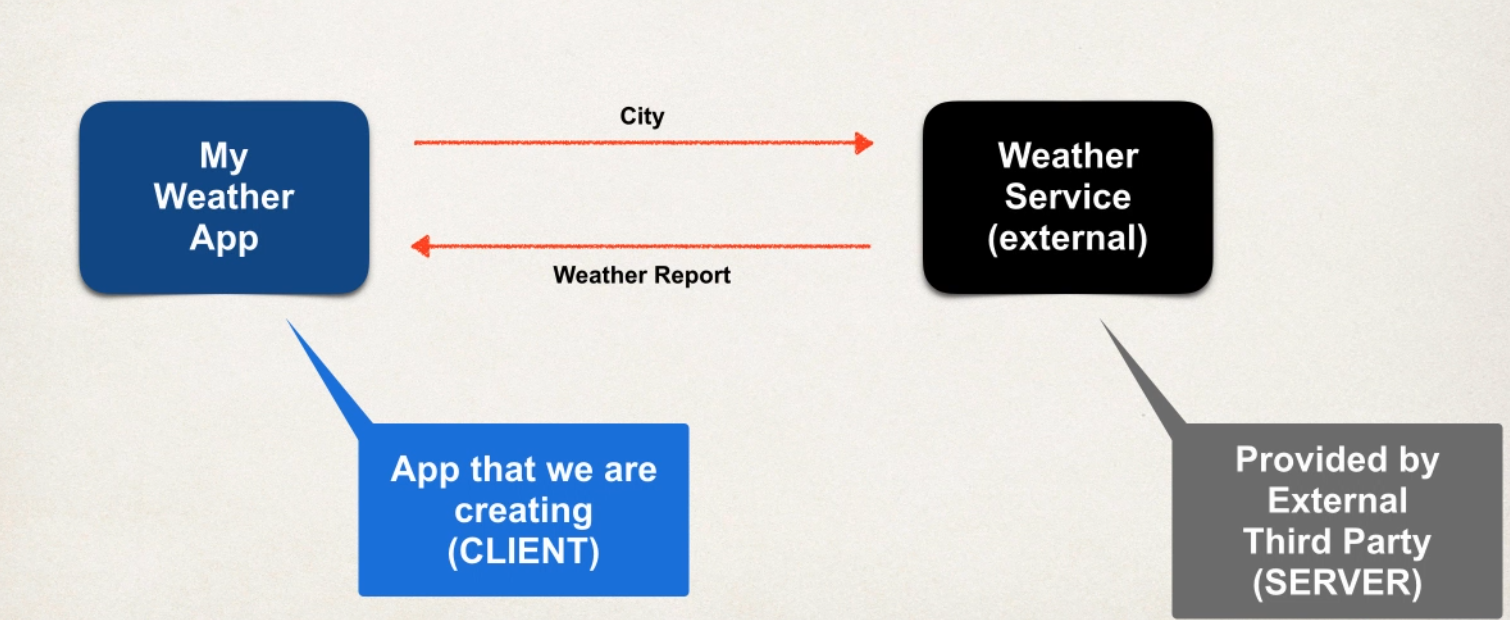 My
Weather
App
City
Weather Report
Weather
Service
(external)
App that we are
creating
(CLIENT)
Provided by
External
Third Party
(SERVER)